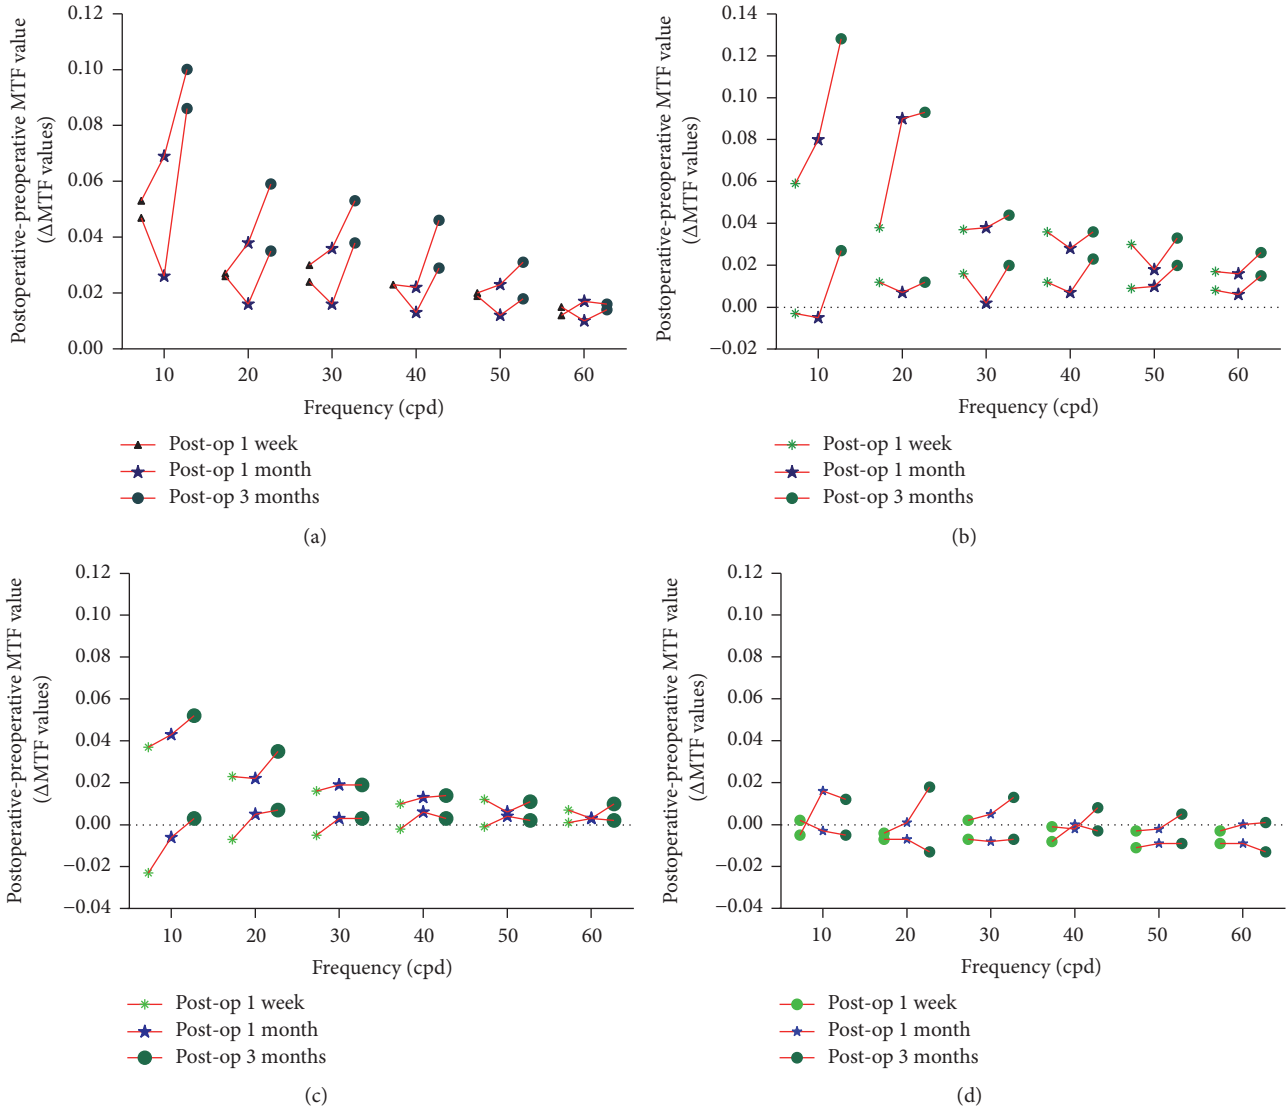 Postoperative-preoperative MTF value
(ΔMTF values)
0.12
0.10
0.08
0.06
0.04
0.02
0.00
10 20 30 40 50 60
Frequency (cpd)
Post-op 1 week
Post-op 1 month
Post-op 3 months
(a)
Postoperative-preoperative MTF value
(ΔMTF values)
0.14
0.12
0.10
0.08
0.06
0.04
0.02
0.00
−0.02
10 20 30 40 50 60
Frequency (cpd)
Post-op 1 week
Post-op 1 month
Post-op 3 months
(b)
Postoperative-preoperative MTF value
(ΔMTF values)
0.12
0.10
0.08
0.06
0.04
0.02
0.00
−0.02
−0.04
10 20 30 40 50 60
Frequency (cpd)
Post-op 1 week
Post-op 1 month
Post-op 3 months
(c)
Postoperative-preoperative MTF value
(ΔMTF values)
0.12
0.10
0.08
0.06
0.04
0.02
0.00
−0.02
−0.04
10 20 30 40 50 60
Frequency (cpd)
Post-op 1 week
Post-op 1 month
Post-op 3 months
(d)